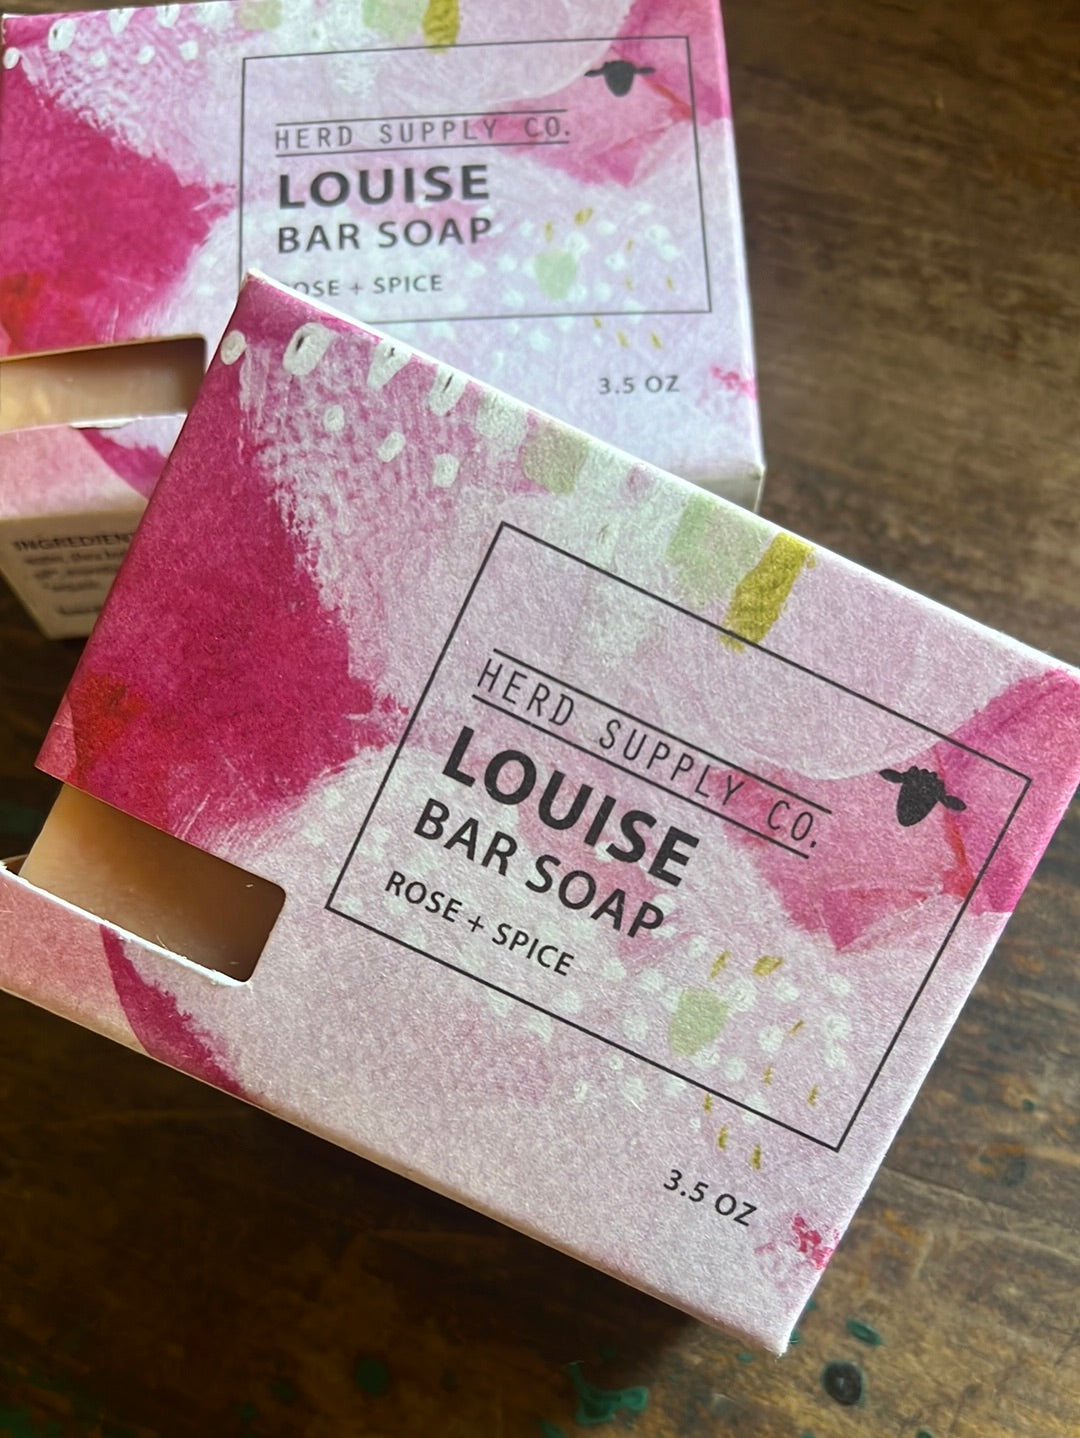 HERD SUPPLY CO.
LOUISE
BAR SOAP
ROSE + SPICE
3.5 OZ
HERD SUPPLY CO.
LOUISE
BAR SOAP
ROSE + SPICE
3.5 OZ